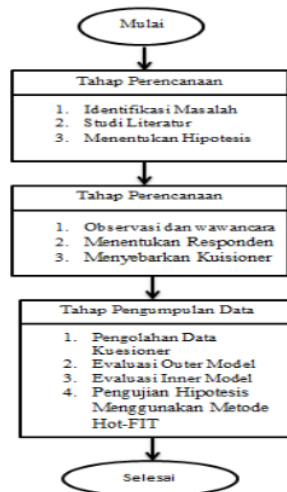 Mulai
Tahap Perencanaan
1. Identifikasi Masalah
2. Studi Literatur
3. Menentukan Hipotesis
Tahap Perencanaan
1. Observasi dan wawancara
2. Menentukan Responden
3. Menyebarkan Kuisioner
Tahap Pengumpulan Data
1. Pengolahan Data
Kuesioner
2. Evaluasi Outer Model
3. Evaluasi Inner Model
4. Pengujian Hipotesis
Menggunakan Metode
Hot-FIT
Selesai